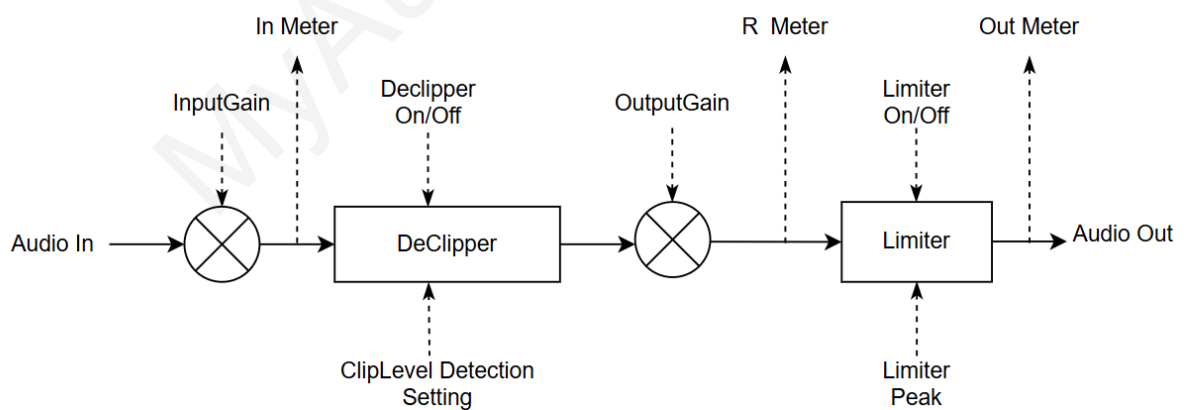 In Meter
R Meter
Out Meter
InputGain
Declipper
On/Off
OutputGain
Limiter
On/Off
Audio In
DeClipper
Limiter
Audio Out
ClipLevel Detection
Setting
Limiter
Peak